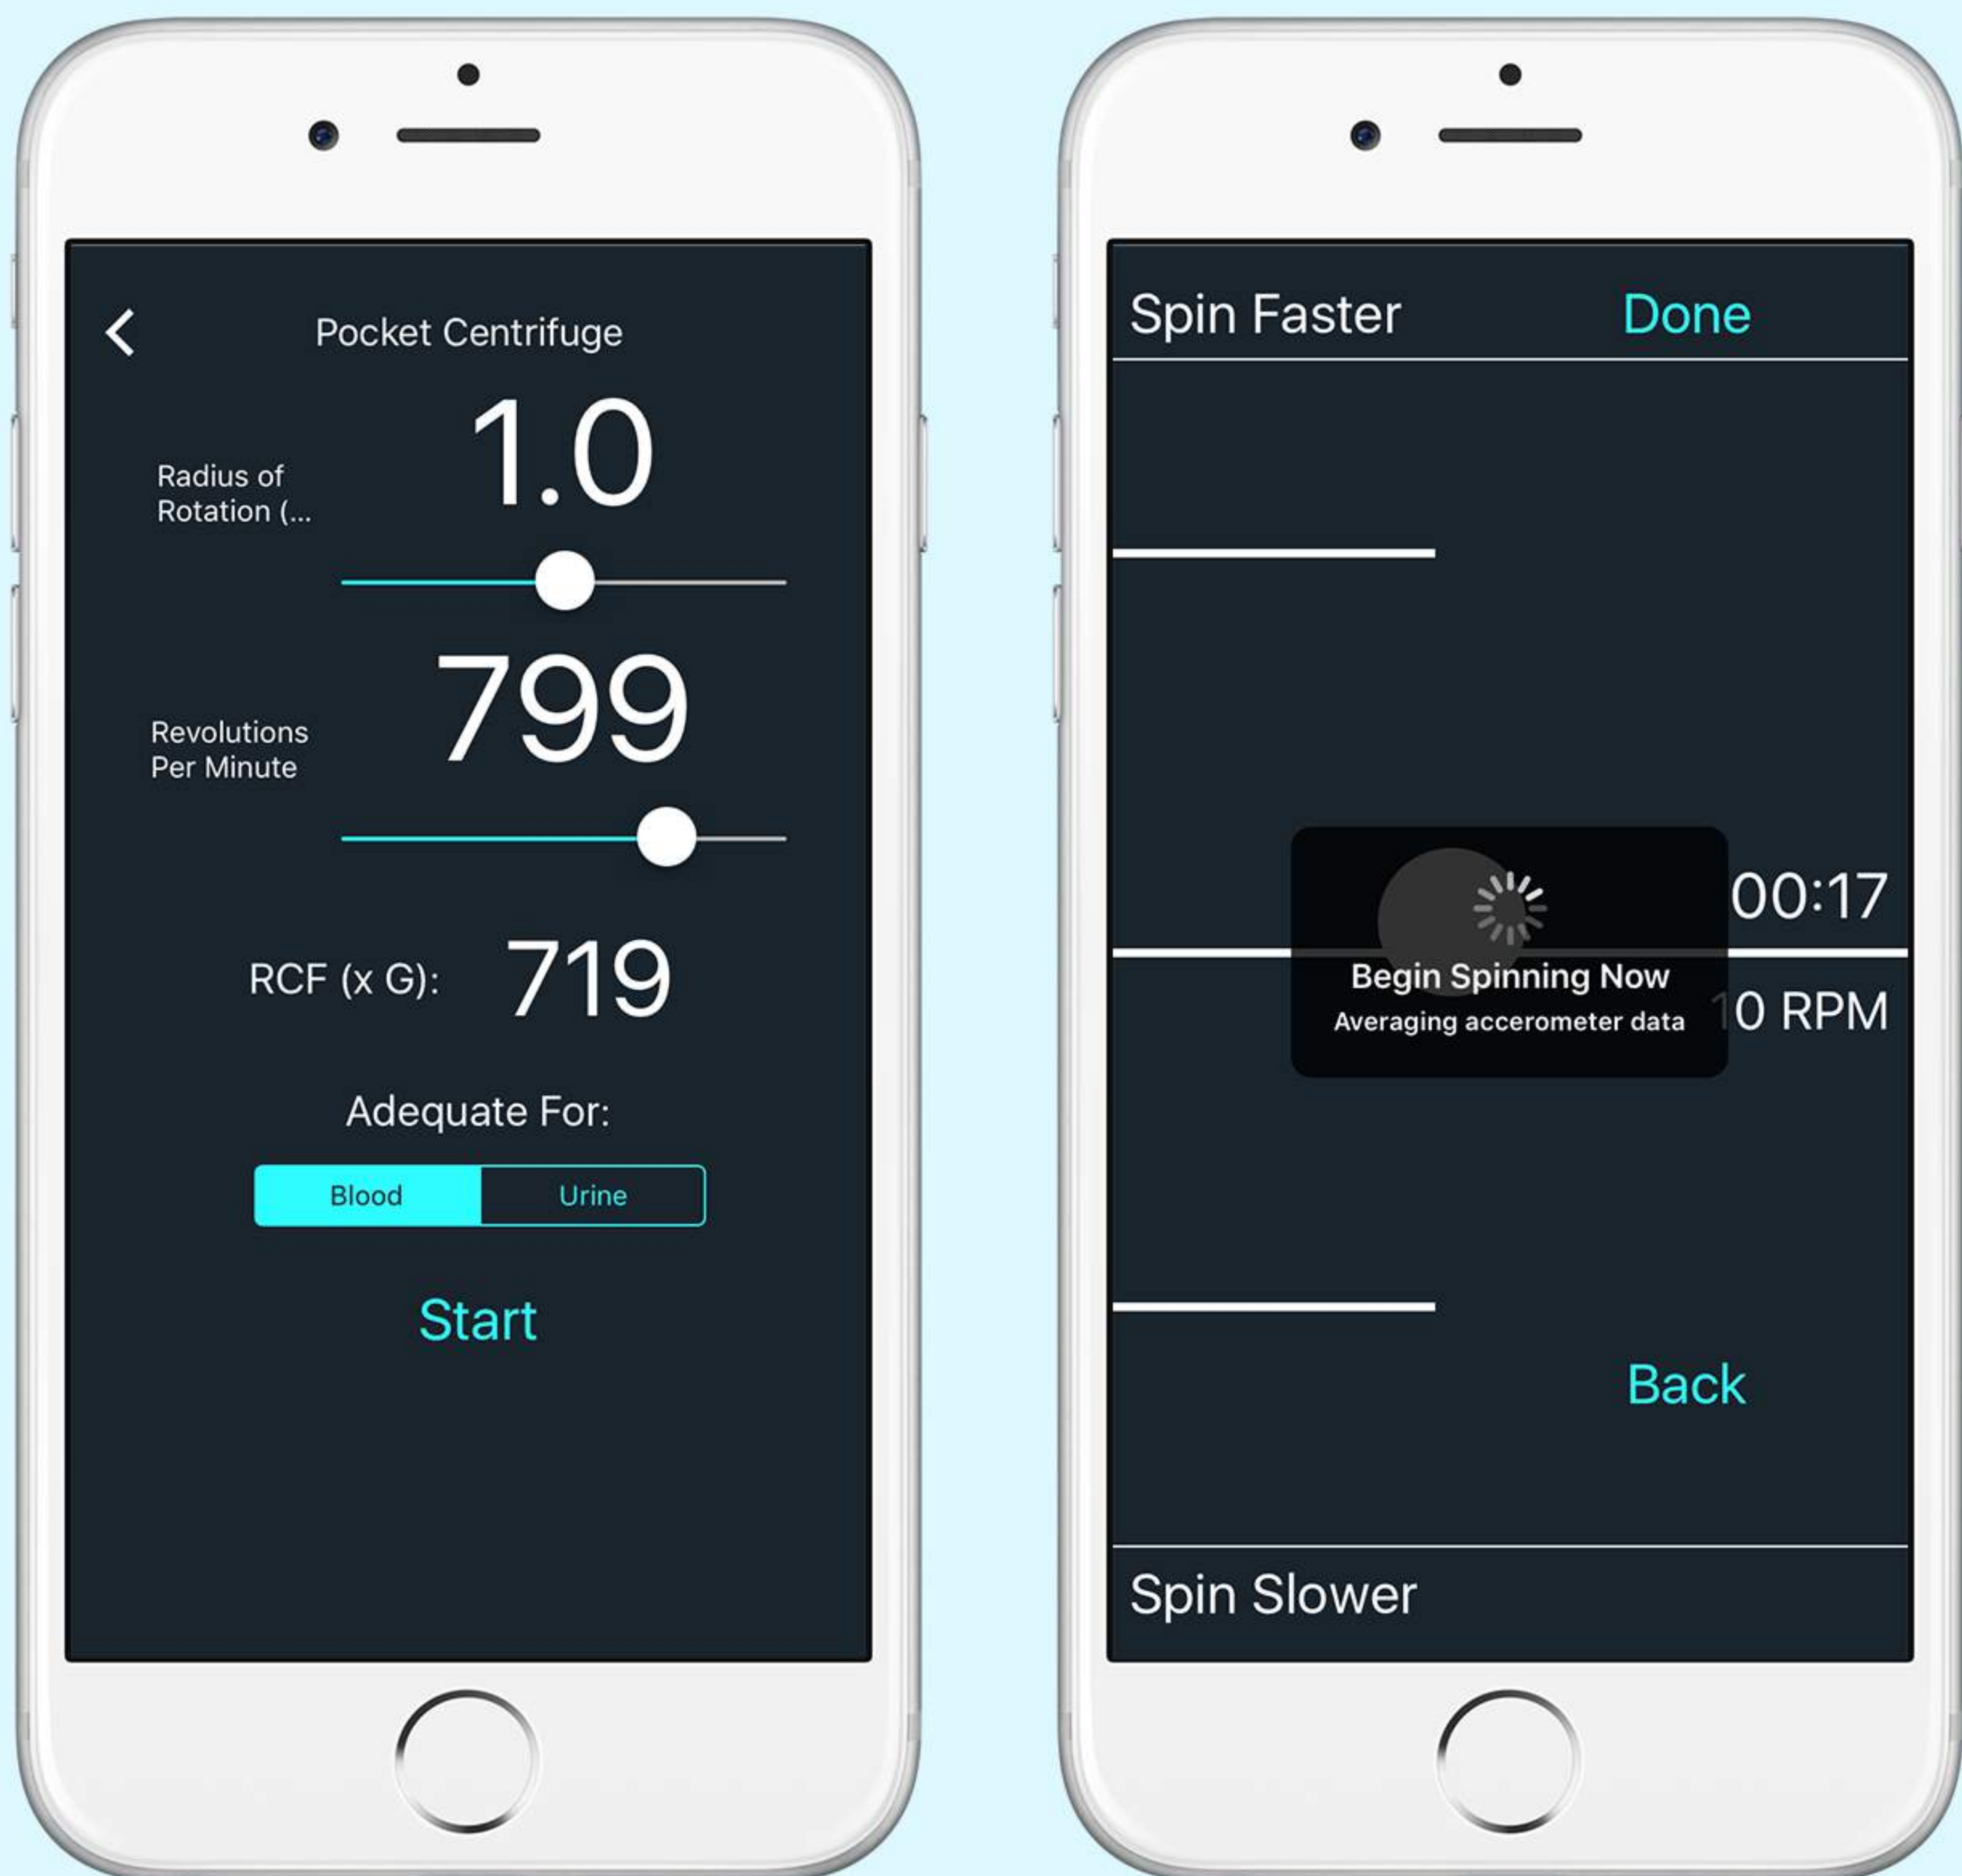 Pocket Centrifuge
1.0
Radius of
Rotation (...
799
Revolutions
Per Minute
RCF (x G): 719
Adequate For:
Blood Urine
Start
Spin Faster Done
00:17
Begin Spinning Now
Averaging accerometer data
10 RPM
Back
Spin Slower